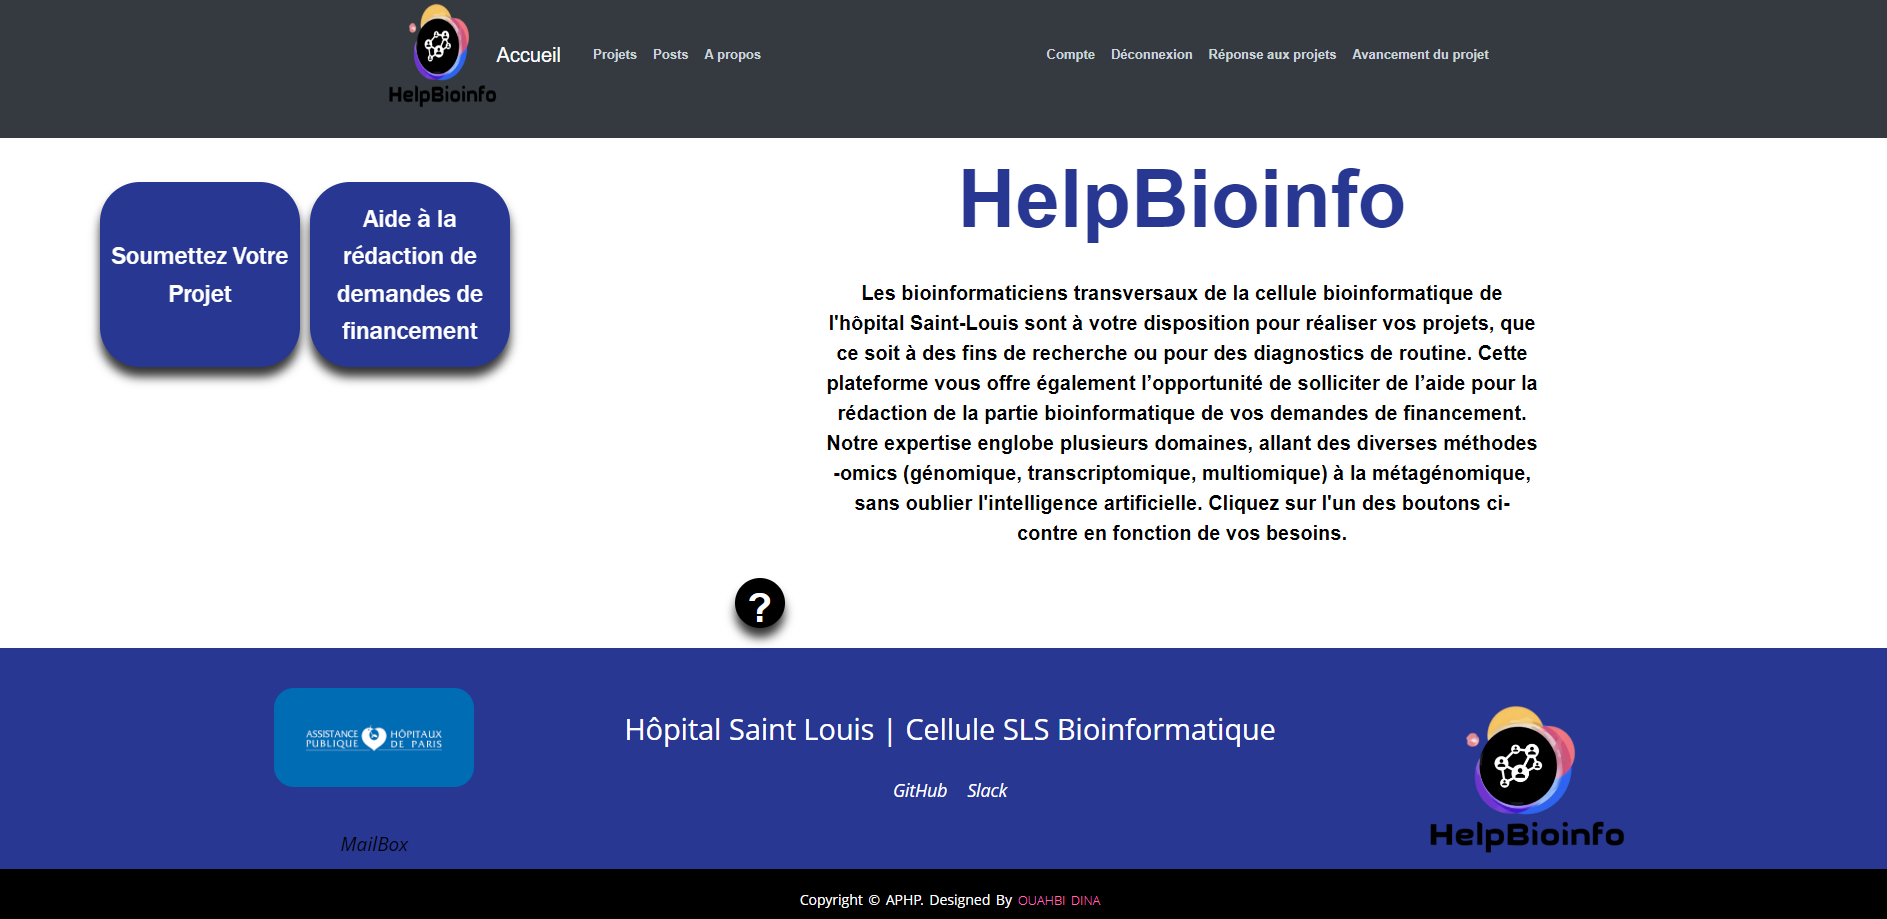 HelpBioinfo
Accueil
Projets Posts A propos
Compte Déconnexion Réponse aux projets Avancement du projet
Soumettez Votre
Projet
Aide à la
rédaction de
demandes de
financement
HelpBioinfo
Les bioinformaticiens transversaux de la cellule bioinformatique de
l'hôpital Saint-Louis sont à votre disposition pour réaliser vos projets, que
ce soit à des fins de recherche ou pour des diagnostics de routine. Cette
plateforme vous offre également l’opportunité de solliciter de l’aide pour la
rédaction de la partie bioinformatique de vos demandes de financement.
Notre expertise englobe plusieurs domaines, allant des diverses méthodes
-omics (génomique, transcriptomique, multiomique) à la métagénomique,
sans oublier l'intelligence artificielle. Cliquez sur l'un des boutons ci-
contre en fonction de vos besoins.
?
ASSISTANCE HÔPITAUX
PUBLIQUE DE PARIS
MailBox
Hôpital Saint Louis | Cellule SLS Bioinformatique
GitHub Slack
HelpBioinfo
Copyright © APHP. Designed By OUAHBI DINA